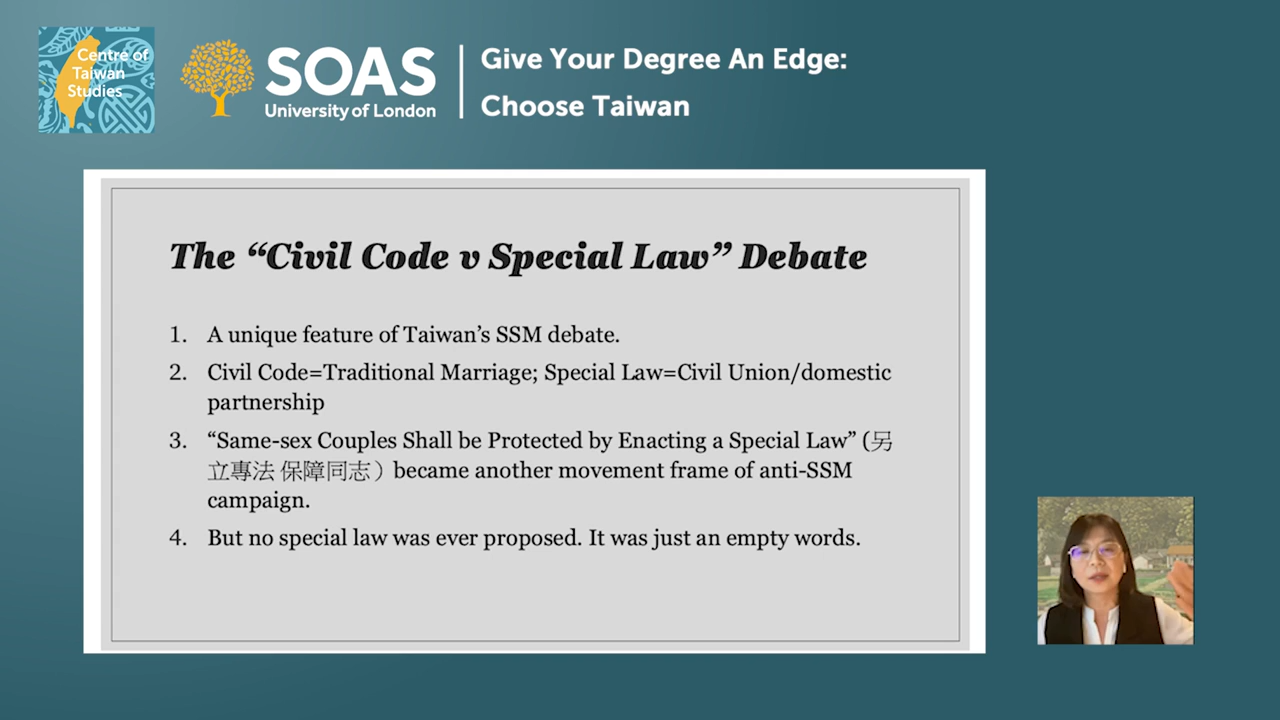 Centre of
Taiwan
Studies
SOAS
University of London
Give Your Degree An Edge:
Choose Taiwan
The “Civil Code v Special Law” Debate
1. A unique feature of Taiwan’s SSM debate.
2. Civil Code=Traditional Marriage; Special Law=Civil Union/domestic
partnership
3. “Same-sex Couples Shall be Protected by Enacting a Special Law” (另
立專法 保障同志）became another movement frame of anti-SSM
campaign.
4. But no special law was ever proposed. It was just an empty words.